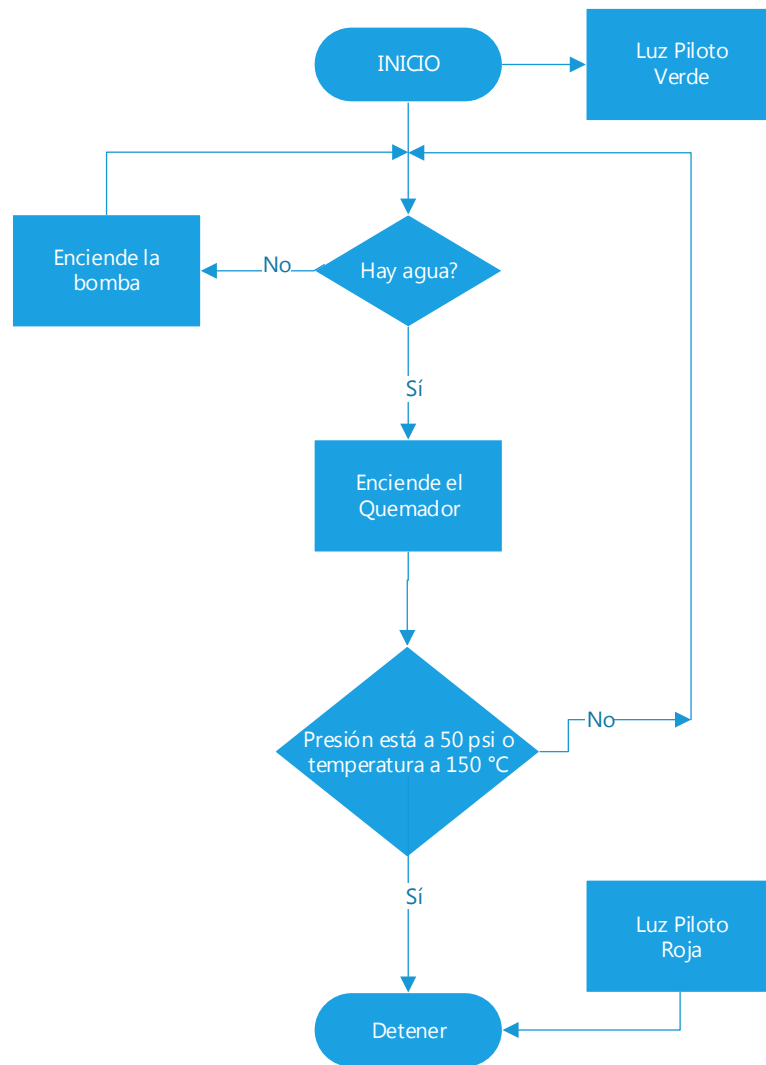 INICIO
Luz Piloto
Verde
Enciende la
bomba
No
Hay agua?
Sí
Enciende el
Quemador
Presión está a 50 psi o
temperatura a 150 °C
No
Sí
Luz Piloto
Roja
Detener